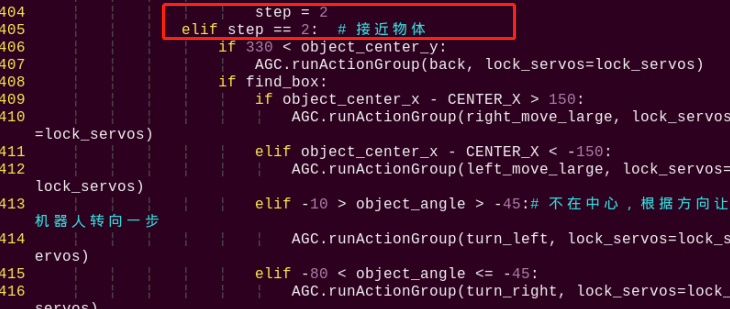 404 step = 2
405 elif step == 2:  # 接近物体
406 if 330 < object_center_y:
407 AGC.runActionGroup(back, lock_servos=lock_servos)
408 if find_box:
409 if object_center_x - CENTER_X > 150:
410 AGC.runActionGroup(right_move_large, lock_servos
=lock_servos)
411 elif object_center_x - CENTER_X < -150:
412 AGC.runActionGroup(left_move_large, lock_servos=
lock_servos)
413 elif -10 > object_angle > -45:# 不在中心，根据方向让
机器人转向一步
414 AGC.runActionGroup(turn_left, lock_servos=lock_s
ervos)
415 elif -80 < object_angle <= -45:
416 AGC.runActionGroup(turn_right, lock_servos=lock_
servos)